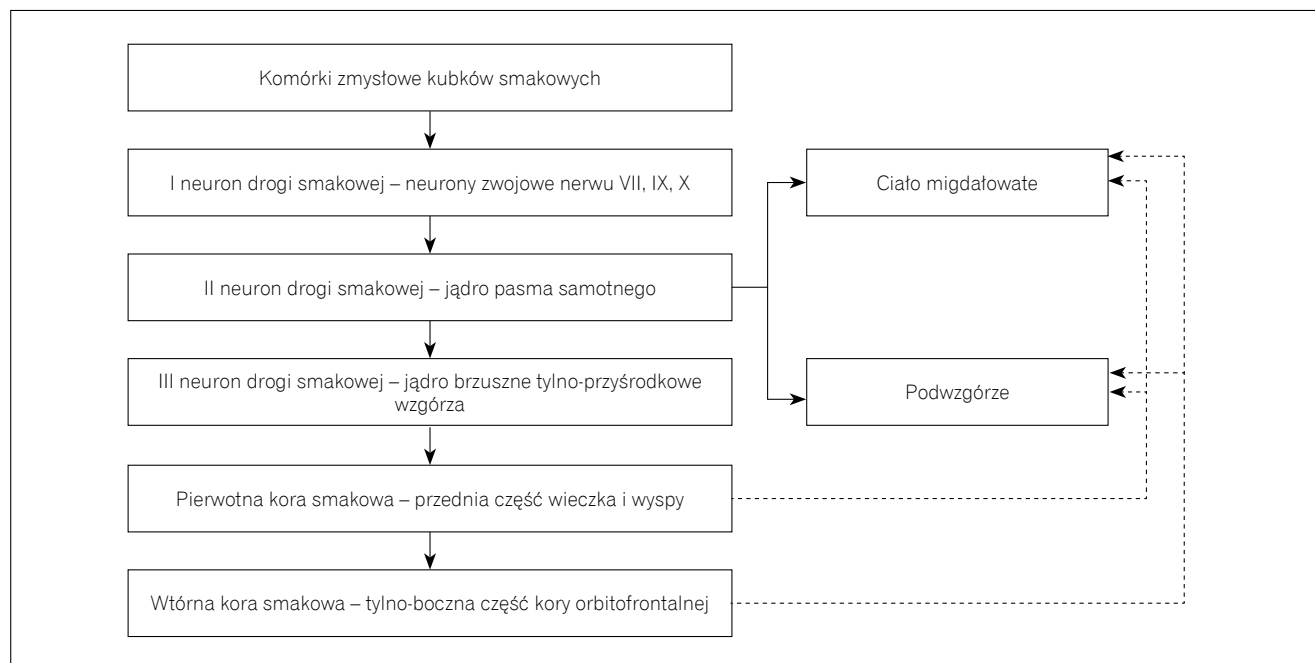 Komórki zmysłowe kubków smakowych
I neuron drogi smakowej – neurony zwojowe nerwu VII, IX, X
Ciało migdałowate
II neuron drogi smakowej – jądro pasma samotnego
III neuron drogi smakowej – jądro brzuszne tylno-przyśrodkowe
wzgórza
Podwzgórze
Pierwotna kora smakowa – przednia część wieczka i wyspy
Wtórna kora smakowa – tylno-boczna część kory orbitofrontalnej